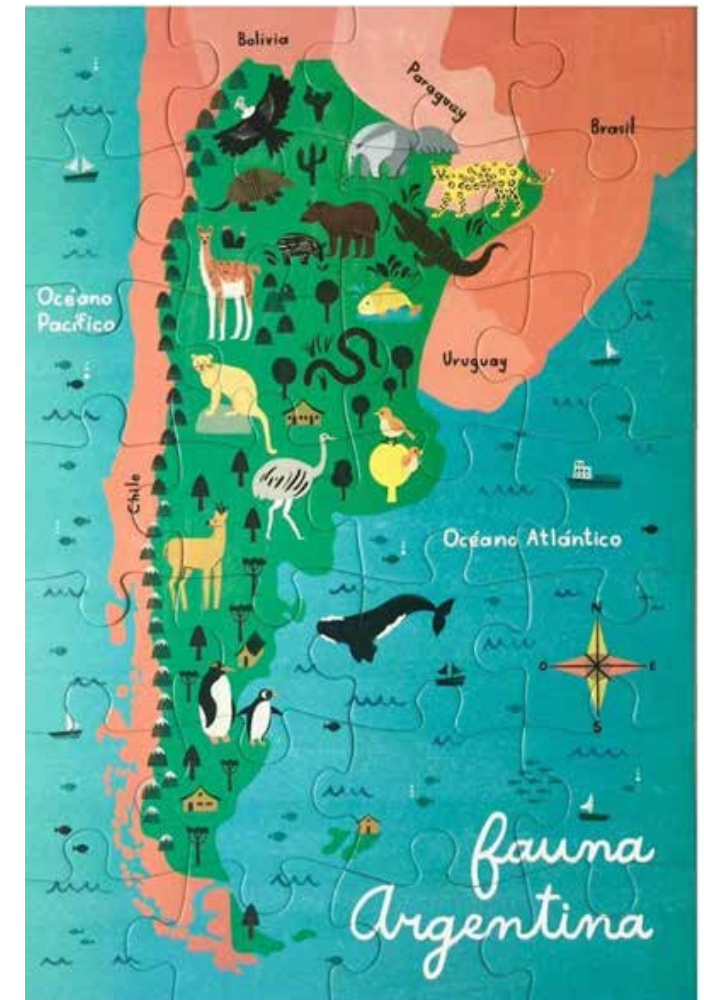 Bolivia
Paraguay
Brasil
Océano
Pacífico
Uruguay
Chile
Océano Atlántico
N
O
E
S
fauna
Argentina